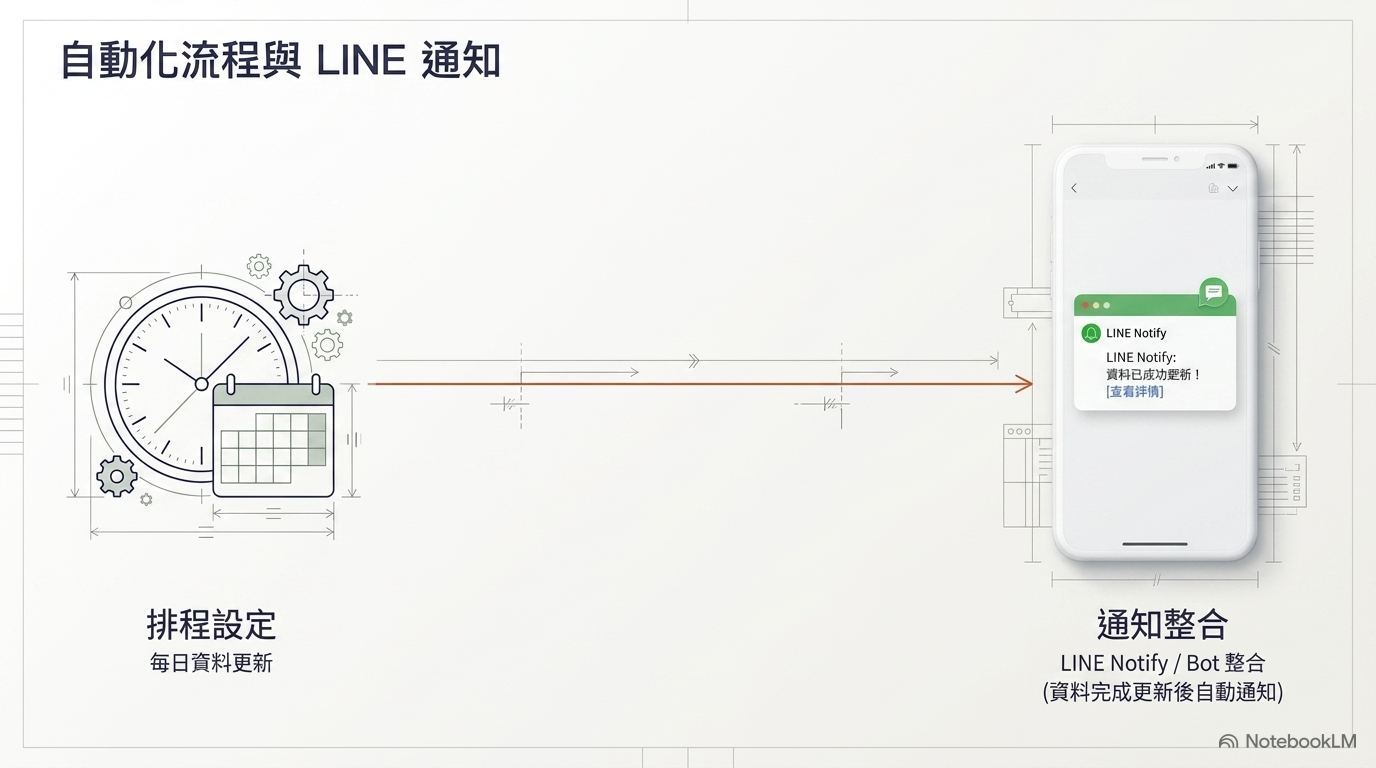 自動化流程與 LINE 通知
LINE Notify
LINE Notify:
資料已成功更新！
[查看詳情]
排程設定
每日資料更新
通知整合
LINE Notify / Bot 整合
(資料完成更新後自動通知)
NotebookLM